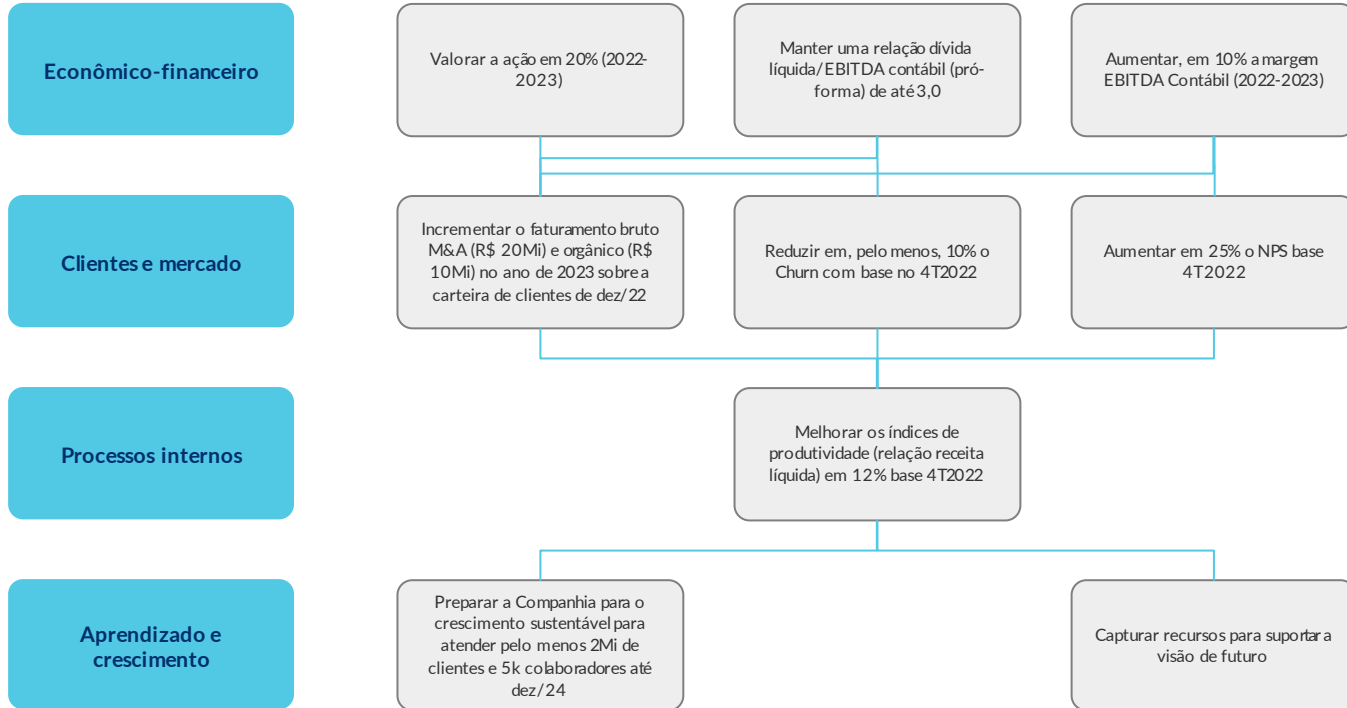 Econômico-financeiro
Valorar a ação em 20% (2022-
2023)
Manter uma relação dívida
líquida/EBITDA contábil (pró-
forma) de até 3,0
Aumentar, em 10% a margem
EBITDA Contábil (2022-2023)
Clientes e mercado
Incrementar o faturamento bruto
M&A (R$ 20Mi) e orgânico (R$
10Mi) no ano de 2023 sobre a
carteira de clientes de dez/22
Reduzir em, pelo menos, 10% o
Churn com base no 4T2022
Aumentar em 25% o NPS base
4T2022
Processos internos
Melhorar os índices de
produtividade (relação receita
líquida) em 12% base 4T2022
Aprendizado e
crescimento
Preparar a Companhia para o
crescimento sustentável para
atender pelo menos 2Mi de
clientes e 5k colaboradores até
dez/24
Capturar recursos para suportar a
visão de futuro